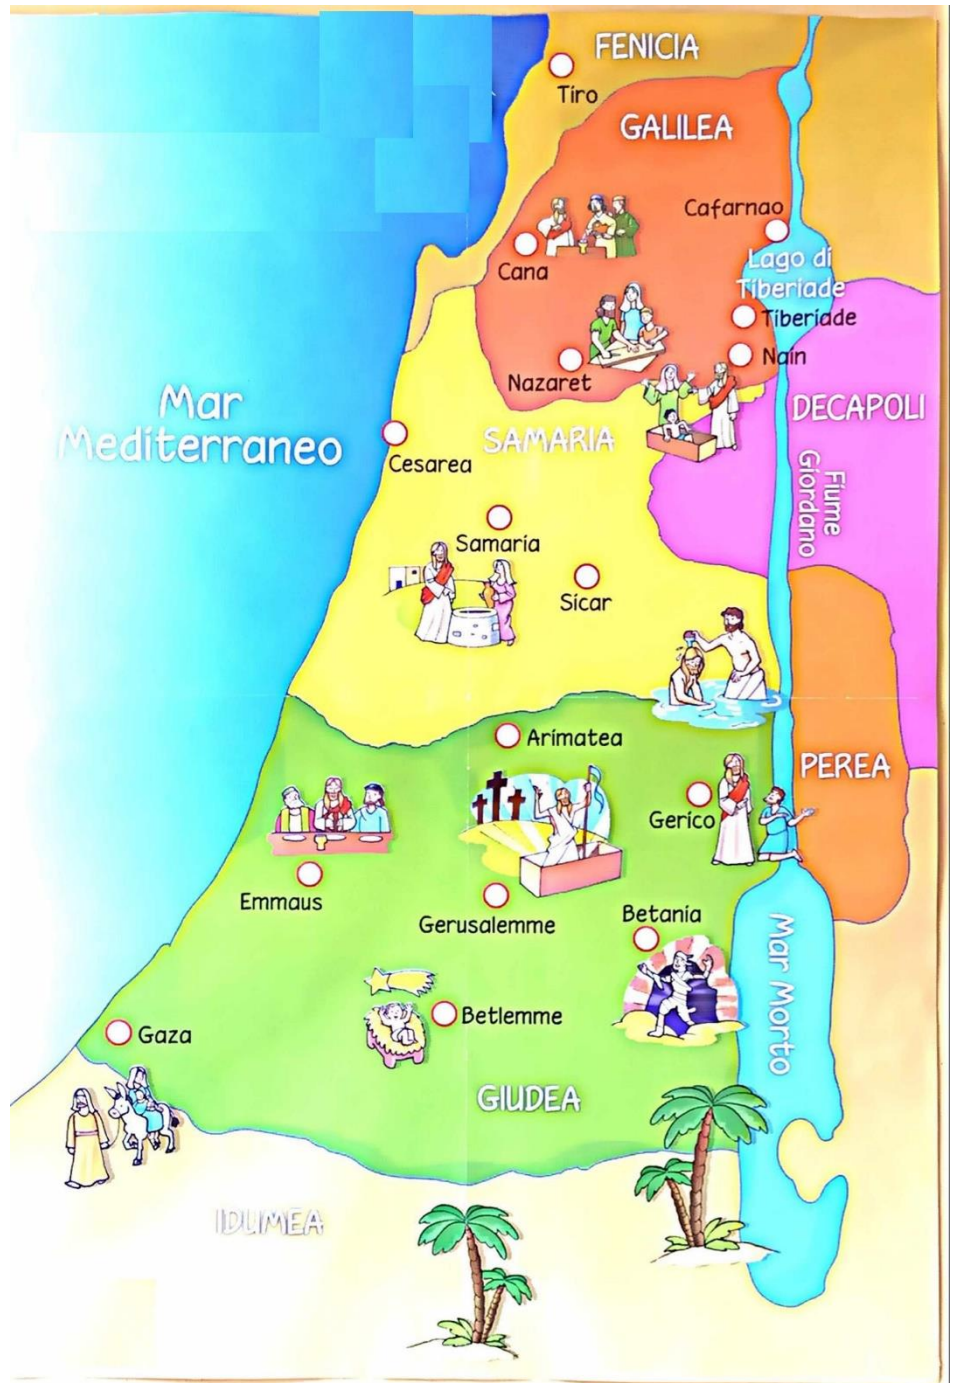 FENICIA
Tiro
GALILEA
Cafarnao
Cana
Lago di
Tiberiade
Tiberiade
Nazaret
Nain
Mar
Mediterraneo
DECAPOLI
SAMARIA
Cesarea
Fiume
Giordano
Samaria
Sicar
Arimatea
PEREA
Gerico
Emmaus
Gerusalemme
Betania
Mar Morto
Betlemme
Gaza
GIUDEA
IDUMEA